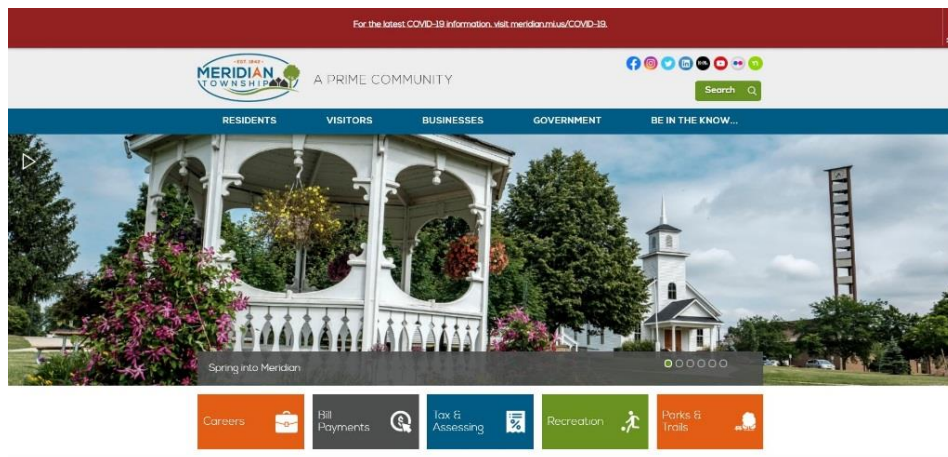 For the latest COVID-19 information, visit meridian.mi.us/COVID-19.
EST. 1842
MERIDIAN
TOWNSHIP
A PRIME COMMUNITY
Search
RESIDENTS VISITORS BUSINESSES GOVERNMENT BE IN THE KNOW...
Spring into Meridian
Careers
Bill
Payments
Tax &
Assessing
Recreation
Parks &
Trails